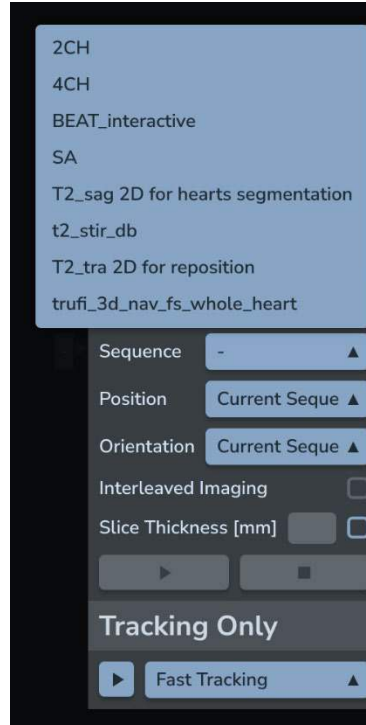 2CH
4CH
BEAT_interactive
SA
T2_sag 2D for hearts segmentation
t2_stir_db
T2_tra 2D for reposition
trufi_3d_nav_fs_whole_heart
Sequence - ▲
Position Current Seque ▲
Orientation Current Seque ▲
Interleaved Imaging
Slice Thickness [mm]
Tracking Only
Fast Tracking ▲